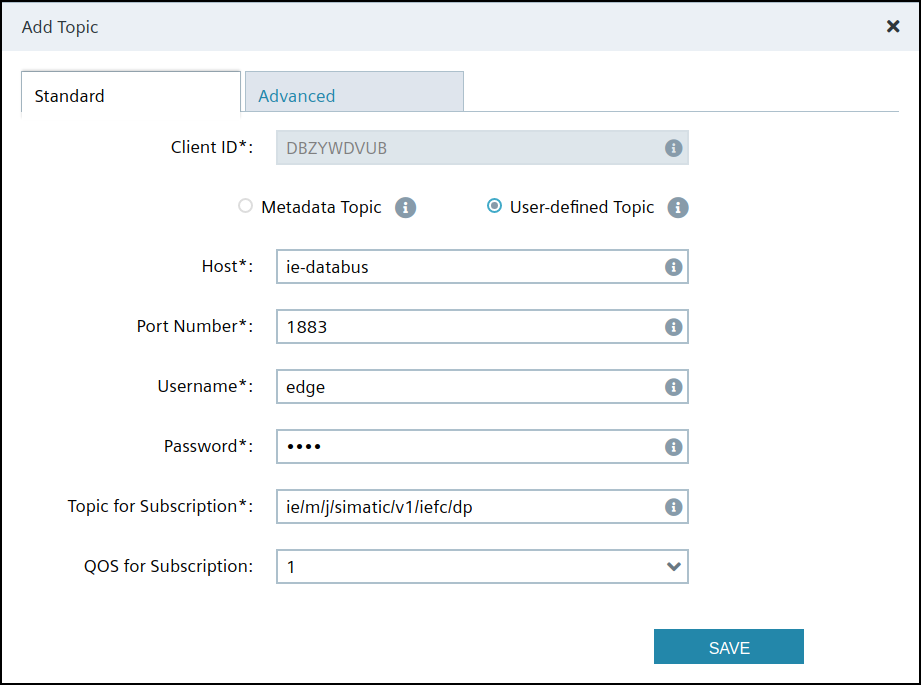 Add Topic
Standard
Advanced
Client ID*: DBZYWDVUB
Metadata Topic User-defined Topic
Host*: ie-databus
Port Number*: 1883
Username*: edge
Password*: ••••
Topic for Subscription*: ie/m/j/simatic/v1/iefc/dp
QOS for Subscription: 1
SAVE